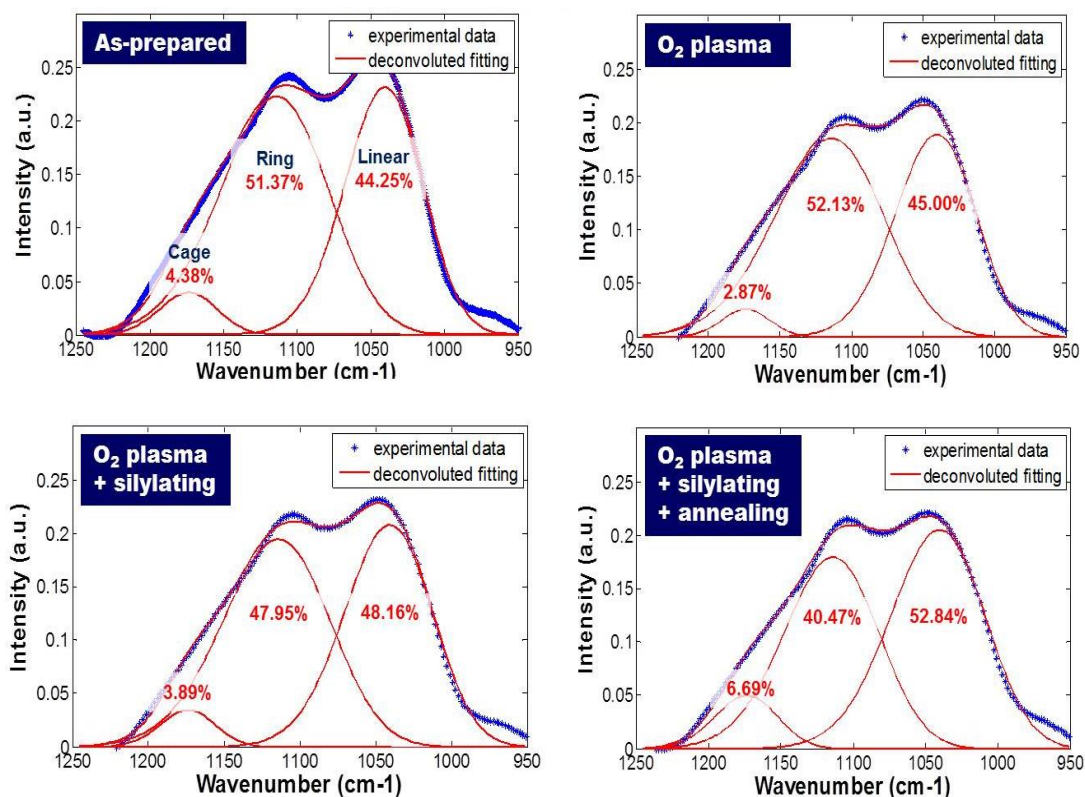 As-prepared
experimental data
deconvoluted fitting
Intensity (a.u.)
0.25
0.2
0.15
0.1
0.05
0
Ring
51.37%
Linear
44.25%
Cage
4.38%
1250 1200 1150 1100 1050 1000 950
Wavenumber (cm-1)
O₂ plasma
experimental data
deconvoluted fitting
Intensity (a.u.)
0.25
0.2
0.15
0.1
0.05
0
52.13%
45.00%
2.87%
1250 1200 1150 1100 1050 1000 950
Wavenumber (cm-1)
O₂ plasma
+ silylating
experimental data
deconvoluted fitting
Intensity (a.u.)
0.25
0.2
0.15
0.1
0.05
0
47.95%
48.16%
3.89%
1250 1200 1150 1100 1050 1000 950
Wavenumber (cm-1)
O₂ plasma
+ silylating
+ annealing
experimental data
deconvoluted fitting
Intensity (a.u.)
0.25
0.2
0.15
0.1
0.05
0
40.47%
52.84%
6.69%
1250 1200 1150 1100 1050 1000 950
Wavenumber (cm-1)